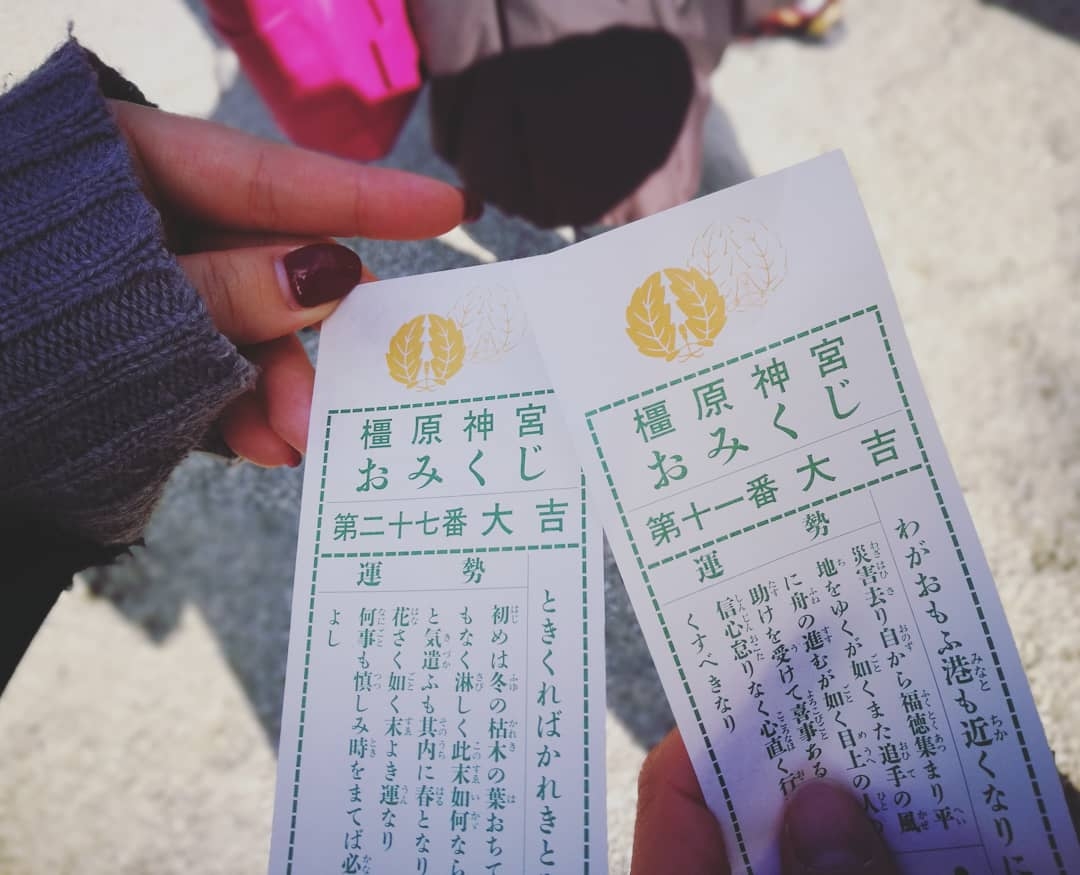 橿原神宮
おみくじ
第二十七番 大吉
運勢
ときくればかれきと
初めは冬の枯木の葉おちて
もなく淋しく此末如何なら
と気遣ふも其内に春となり
花さく如く末よき運なり
何事も慎しみ時をまてば必
よし
橿原神宮
おみくじ
第十一番 大吉
運勢
わがおもふ港も近くなりに
災害去り自から福徳集まり平
地をゆくが如くまた追手の風
に舟の進むが如く目上の人
助けを受けて喜事ある
信心怠りなく心直く行
くすべきなり